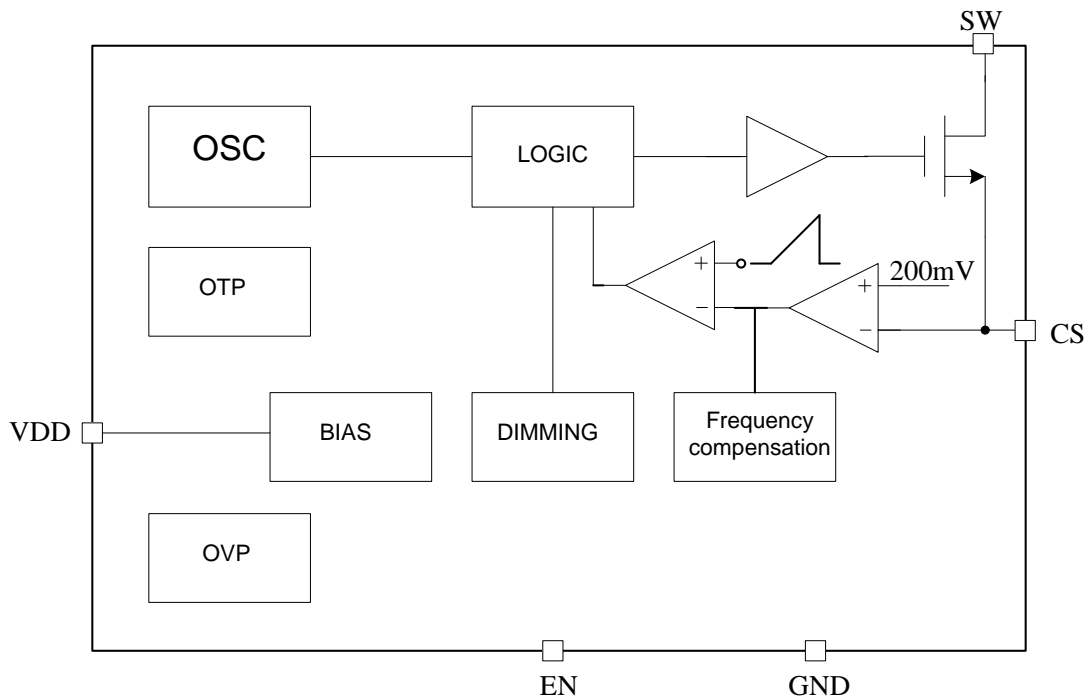 SW
OSC
LOGIC
+
−
200mV
+
−
OTP
CS
VDD
BIAS
DIMMING
Frequency
compensation
OVP
EN
GND